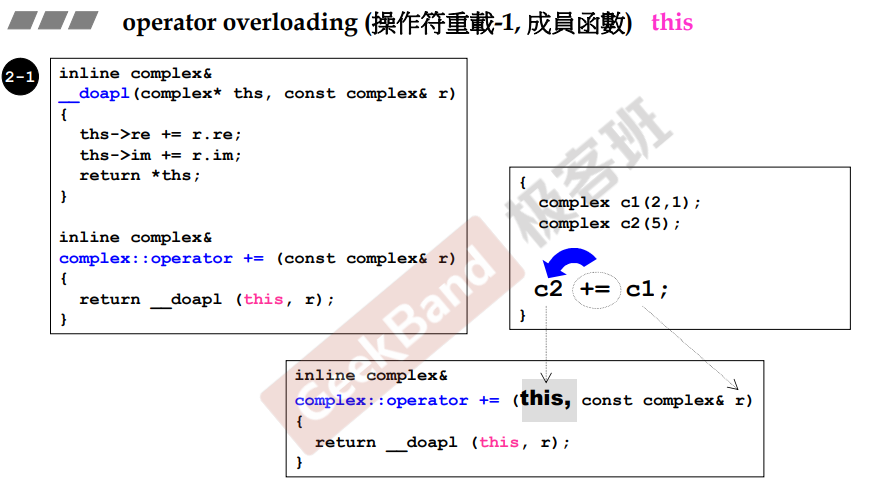 operator overloading (操作符重載-1, 成員函數) this
2-1
inline complex&
__doapl(complex* ths, const complex& r)
{
ths->re += r.re;
ths->im += r.im;
return *ths;
}
inline complex&
complex::operator += (const complex& r)
{
return __doapl (this, r);
}
{
complex c1(2,1);
complex c2(5);
c2 += c1;
}
inline complex&
complex::operator += (this, const complex& r)
{
return __doapl (this, r);
}
GeekBand 极客班